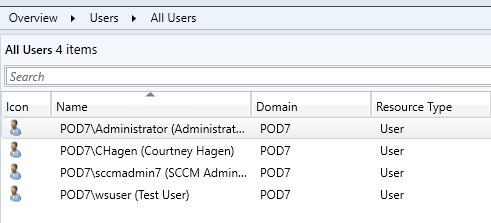 Overview ▸ Users ▸ All Users
All Users 4 items
Search
Icon Name Domain Resource Type
POD7\Administrator (Administrat... POD7 User
POD7\CHagen (Courtney Hagen) POD7 User
POD7\sccmadmin7 (SCCM Admin... POD7 User
POD7\wsuser (Test User) POD7 User